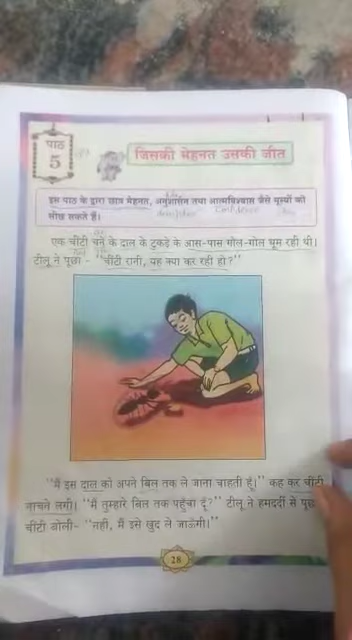 पाठ
5
जिसकी मेहनत उसकी जीत
इस पाठ के द्वारा छात्र मेहनत, अनुशासन तथा आत्मविश्वास जैसे मूल्यों को
सीख सकते हैं।
एक चींटी चने के दाल के टुकड़े के आस-पास गोल-गोल घूम रही थी।
टीलू ने पूछा - "चींटी रानी, यह क्या कर रही हो?"
"मैं इस दाल को अपने बिल तक ले जाना चाहती हूँ।" कह कर चींटी
नाचने लगी। "मैं तुम्हारे बिल तक पहुँचा दूँ?" टीलू ने हमदर्दी से
चींटी बोली- "नहीं, मैं इसे खुद ले जाऊँगी।"
28